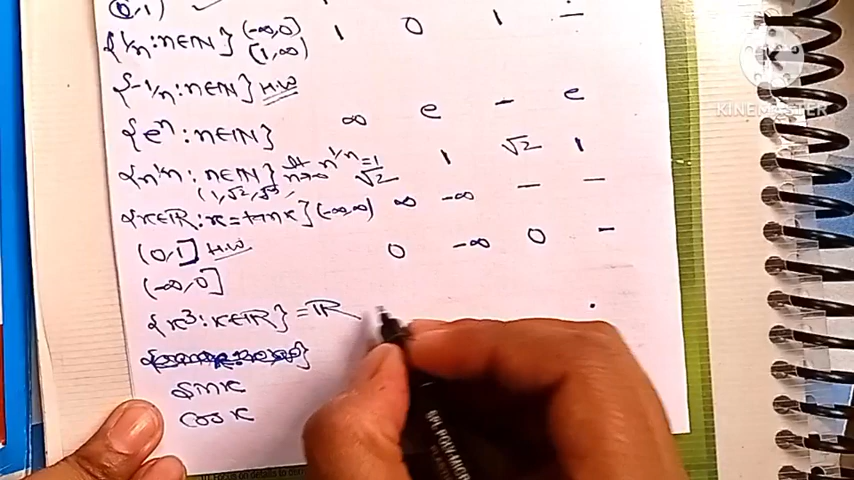 (0,1)
{1/n : n∈ℕ} (-∞,0) 1 0 1 —
[1,∞)
{-1/n : n∈ℕ} H.W
{eⁿ : n∈ℕ} ∞ e — e
{n^1/n : n∈ℕ} lt n→∞ n^1/n = 1 √2 1 √2 1
(1, √2,
{x∈ℝ : x = tan x} (-∞,∞) ∞ -∞ — —
(0,1] H.W
(-∞,0] 0 -∞ 0 —
{x³ : x∈ℝ} = ℝ
sin x
cos x
KINEMASTER